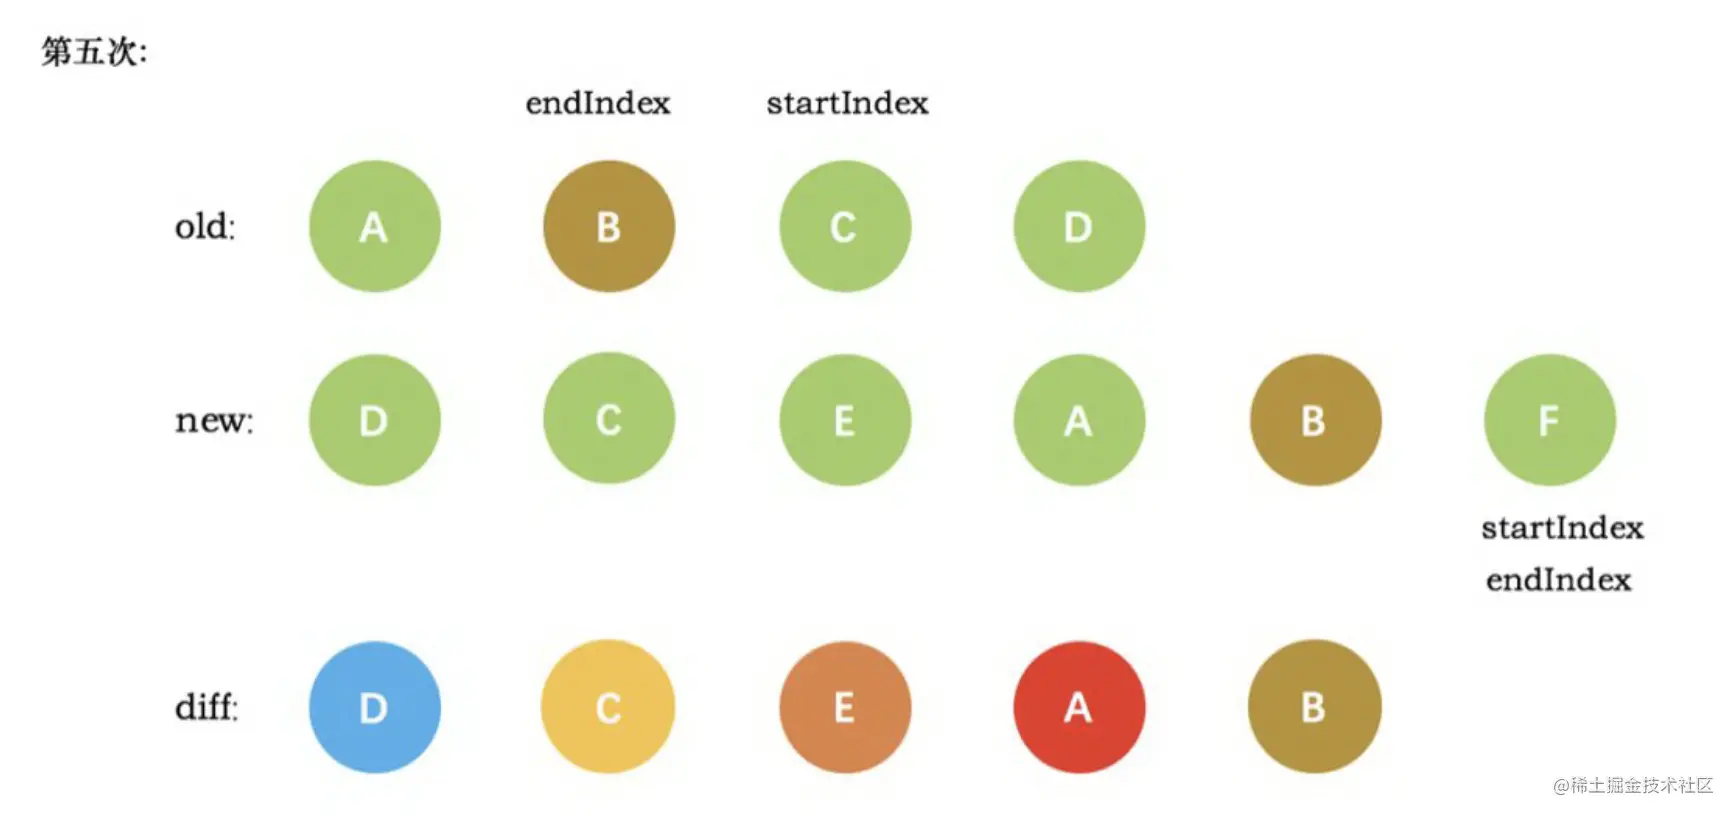 第五次:
endIndex startIndex
old: A B C D
new: D C E A B F
startIndex
endIndex
diff: D C E A B
@稀土掘金技术社区